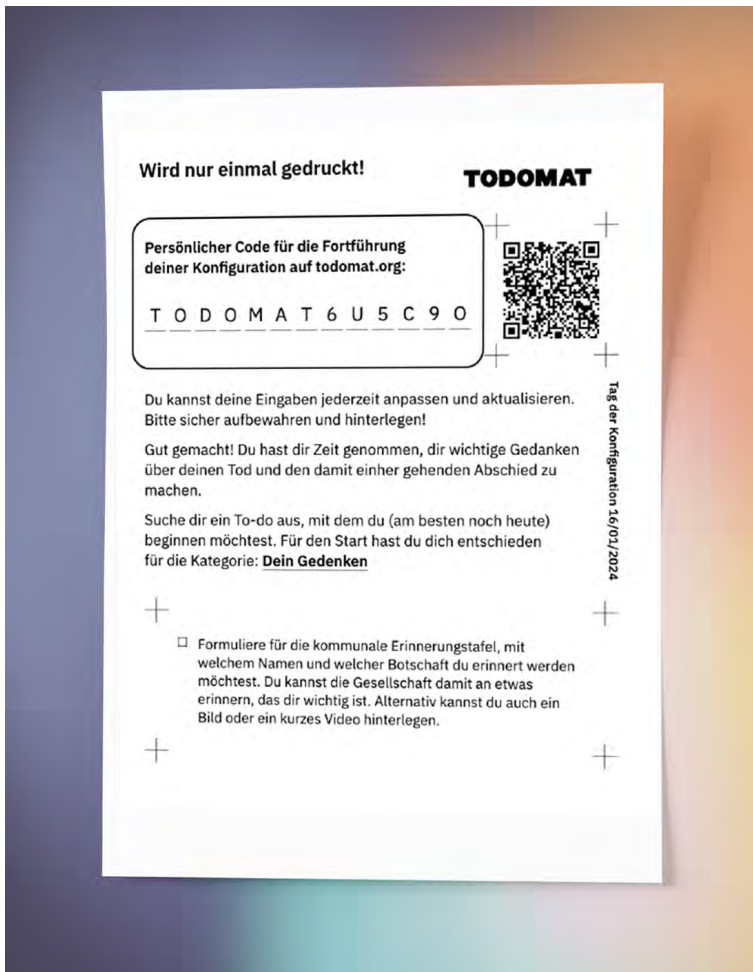 Wird nur einmal gedruckt!
TODOMAT
Persönlicher Code für die Fortführung
deiner Konfiguration auf todomat.org:
T O D O M A T 6 U 5 C 9 O
Du kannst deine Eingaben jederzeit anpassen und aktualisieren.
Bitte sicher aufbewahren und hinterlegen!
Gut gemacht! Du hast dir Zeit genommen, dir wichtige Gedanken
über deinen Tod und den damit einher gehenden Abschied zu
machen.
Suche dir ein To-do aus, mit dem du (am besten noch heute)
beginnen möchtest. Für den Start hast du dich entschieden
für die Kategorie: Dein Gedenken
Tag der Konfiguration 16/01/2024
Formuliere für die kommunale Erinnerungstafel, mit
welchem Namen und welcher Botschaft du erinnert werden
möchtest. Du kannst die Gesellschaft damit an etwas
erinnern, das dir wichtig ist. Alternativ kannst du auch ein
Bild oder ein kurzes Video hinterlegen.